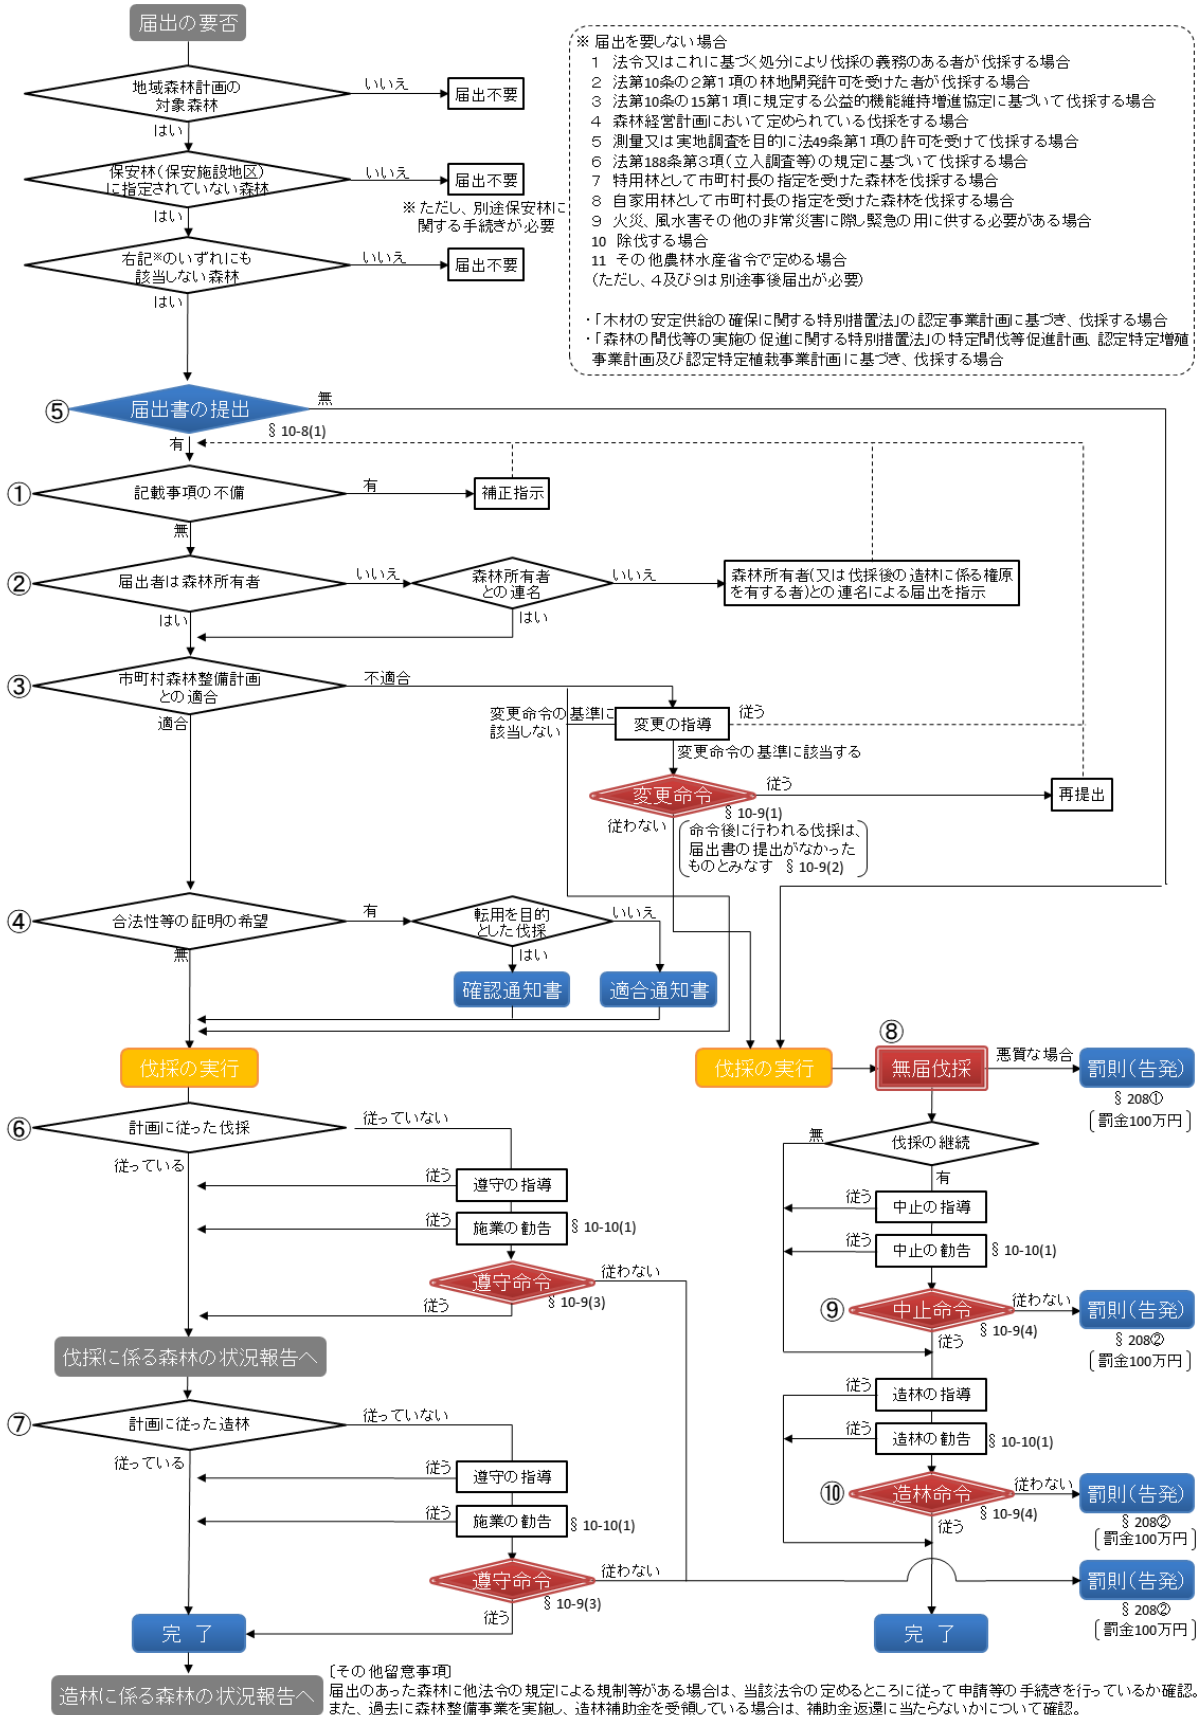 届出の要否
地域森林計画の
対象森林
いいえ
届出不要
はい
保安林(保安施設地区)
に指定されていない森林
いいえ
届出不要
※ただし、別途保安林に
関する手続きが必要
はい
右記※のいずれにも
該当しない森林
いいえ
届出不要
はい
※ 届出を要しない場合
1 法令又はこれに基づく処分により伐採の義務のある者が伐採する場合
2 法第10条の2第1項の林地開発許可を受けた者が伐採する場合
3 法第10条の15第1項に規定する公益的機能維持増進協定に基づいて伐採する場合
4 森林経営計画において定められている伐採をする場合
5 測量又は実地調査を目的に法49条第1項の許可を受けて伐採する場合
6 法第188条第3項(立入調査等)の規定に基づいて伐採する場合
7 特用林として市町村長の指定を受けた森林を伐採する場合
8 自家用林として市町村長の指定を受けた森林を伐採する場合
9 火災、風水害その他の非常災害に際し緊急の用に供する必要がある場合
10 除伐する場合
11 その他農林水産省令で定める場合
(ただし、4及び9は別途事後届出が必要)
・「木材の安定供給の確保に関する特別措置法」の認定事業計画に基づき、伐採する場合
・「森林の間伐等の実施の促進に関する特別措置法」の特定間伐等促進計画、認定特定増殖
事業計画及び認定特定植栽事業計画に基づき、伐採する場合
⑤
届出書の提出
無
§ 10-8(1)
有
①
記載事項の不備
有
補正指示
無
②
届出者は森林所有者
いいえ
森林所有者
との連名
いいえ
森林所有者(又は伐採後の造林に係る権原
を有する者)との連名による届出を指示
はい
はい
③
市町村森林整備計画
との適合
不適合
適合
変更命令の基準に
該当しない
変更の指導
従う
変更命令の基準に該当する
変更命令
従う
再提出
§ 10-9(1)
従わない
命令後に行われる伐採は、
届出書の提出がなかった
ものとみなす § 10-9(2)
④
合法性等の証明の希望
有
転用を目的
とした伐採
いいえ
無
はい
確認通知書
適合通知書
伐採の実行
伐採の実行
⑧
無届伐採
悪質な場合
罰則(告発)
§ 208①
〔罰金100万円〕
⑥
計画に従った伐採
従っていない
従っている
従う
遵守の指導
従う
施業の勧告
§ 10-10(1)
遵守命令
従わない
§ 10-9(3)
従う
伐採の継続
無
有
従う
中止の指導
従う
中止の勧告
§ 10-10(1)
⑨
中止命令
従わない
罰則(告発)
§ 10-9(4)
§ 208②
〔罰金100万円〕
従う
伐採に係る森林の状況報告へ
⑦
計画に従った造林
従っていない
従っている
従う
遵守の指導
従う
施業の勧告
§ 10-10(1)
遵守命令
従わない
§ 10-9(3)
従う
従う
造林の指導
従う
造林の勧告
§ 10-10(1)
⑩
造林命令
従わない
罰則(告発)
§ 10-9(4)
§ 208②
〔罰金100万円〕
従う
罰則(告発)
§ 208②
〔罰金100万円〕
完 了
完 了
造林に係る森林の状況報告へ
〔その他留意事項〕
届出のあった森林に他法令の規定による規制等がある場合は、当該法令の定めるところに従って申請等の手続きを行っているか確認。
また、過去に森林整備事業を実施し、造林補助金を受領している場合は、補助金返還に当たらないかについて確認。